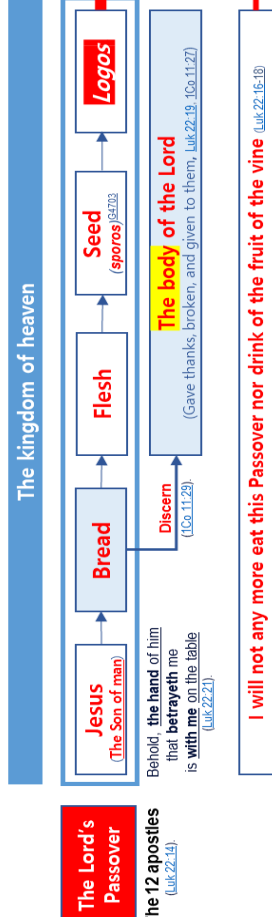 The kingdom of heaven
The Lord's
Passover
Jesus
(The Son of man)
Bread
Flesh
Seed
(sporos)G4703
Logos
he 12 apostles
(Luk 22:14).
Behold, the hand of him
that betrayeth me
is with me on the table
(Luk 22:21).
Discern
(1Co 11:29).
The body of the Lord
(Gave thanks, broken, and given to them, Luk 22:19, 1Co 11:27)
I will not any more eat this Passover nor drink of the fruit of the vine (Luk 22:16-18)